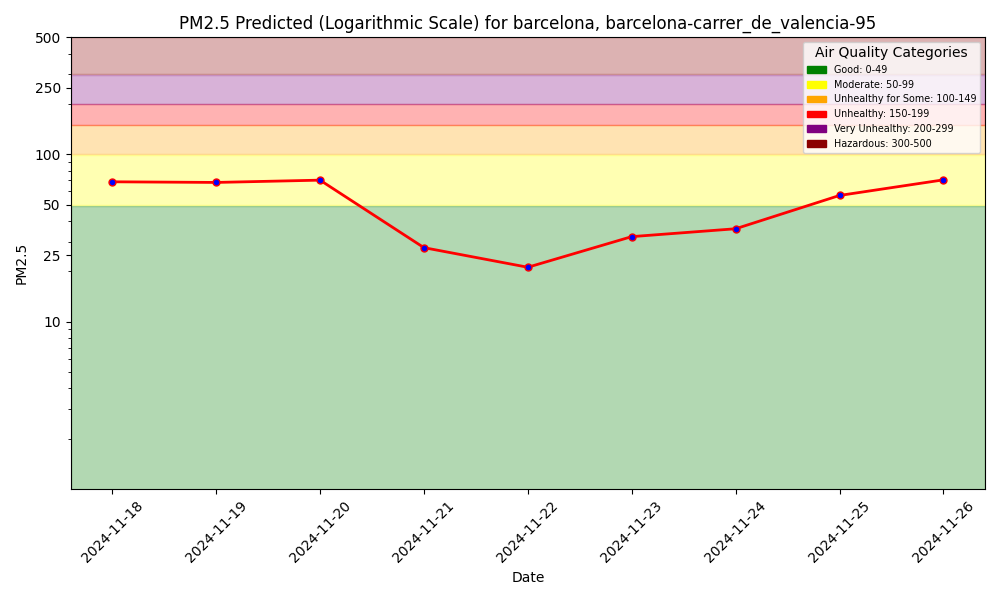 PM2.5 Predicted (Logarithmic Scale) for barcelona, barcelona-carrer_de_valencia-95
Air Quality Categories
Good: 0-49
Moderate: 50-99
Unhealthy for Some: 100-149
Unhealthy: 150-199
Very Unhealthy: 200-299
Hazardous: 300-500
500
250
100
50
25
10
PM2.5
2024-11-18
2024-11-19
2024-11-20
2024-11-21
2024-11-22
2024-11-23
2024-11-24
2024-11-25
2024-11-26
Date